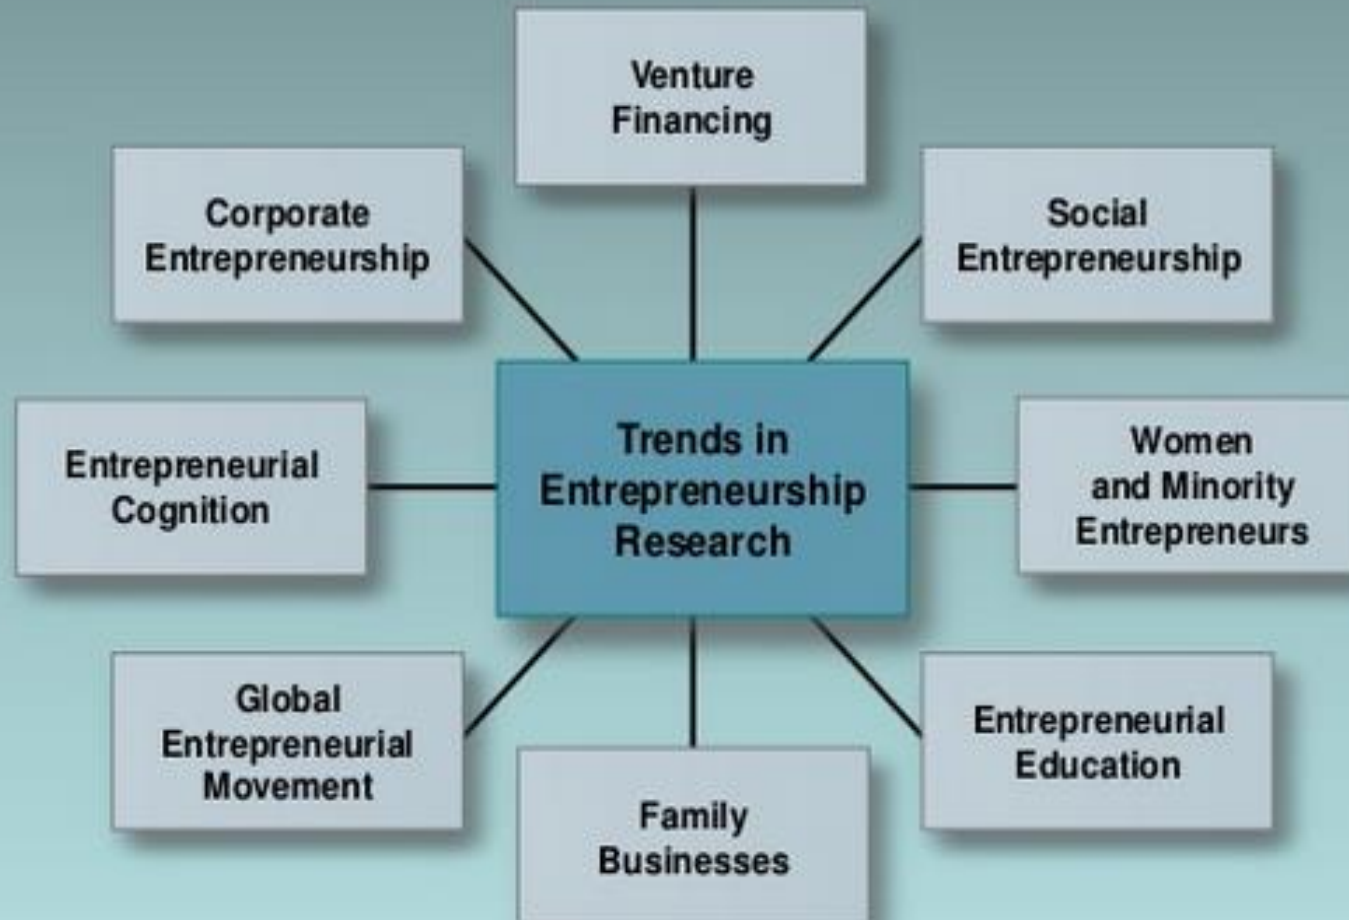 Venture
Financing
Corporate
Entrepreneurship
Social
Entrepreneurship
Entrepreneurial
Cognition
Trends in
Entrepreneurship
Research
Women
and Minority
Entrepreneurs
Global
Entrepreneurial
Movement
Family
Businesses
Entrepreneurial
Education